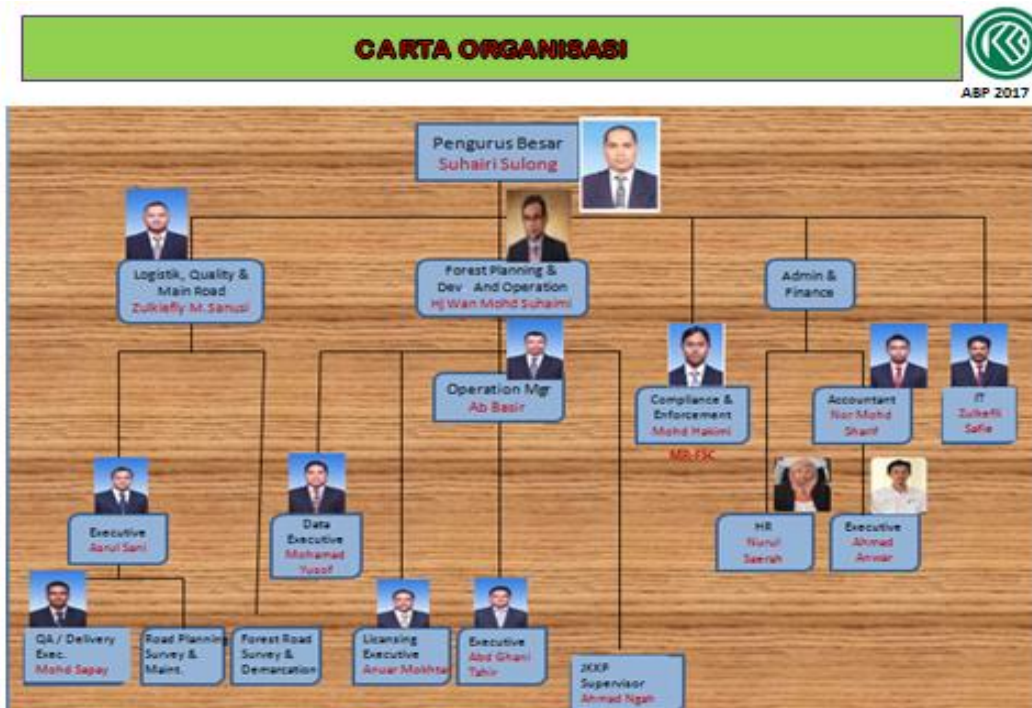 CARTA ORGANISASI
ABP 2017
Pengurus Besar
Suhairi Sulong
Logistik, Quality &
Main Road
Zulkiefly M. Sanusi
Forest Planning &
Dev And Operation
Hj Wan Mohd Suhaimi
Admin &
Finance
Operation Mgr
Ab Basir
Compliance &
Enforcement
Mohd Hakimi
MR-FSC
Accountant
Nor Mohd
Sharif
IT
Zulkefli
Safie
Executive
Asrul Sani
Data
Executive
Mohamad
Yusof
HR
Nurul
Saerah
Executive
Ahmad
Anwar
QA / Delivery
Exec.
Mohd Sapay
Road Planning
Survey &
Maint.
Forest Road
Survey &
Demarcation
Licensing
Executive
Anuar Mokhtar
Executive
Abd Ghani
Tahir
JKKP
Supervisor
Ahmad Ngah